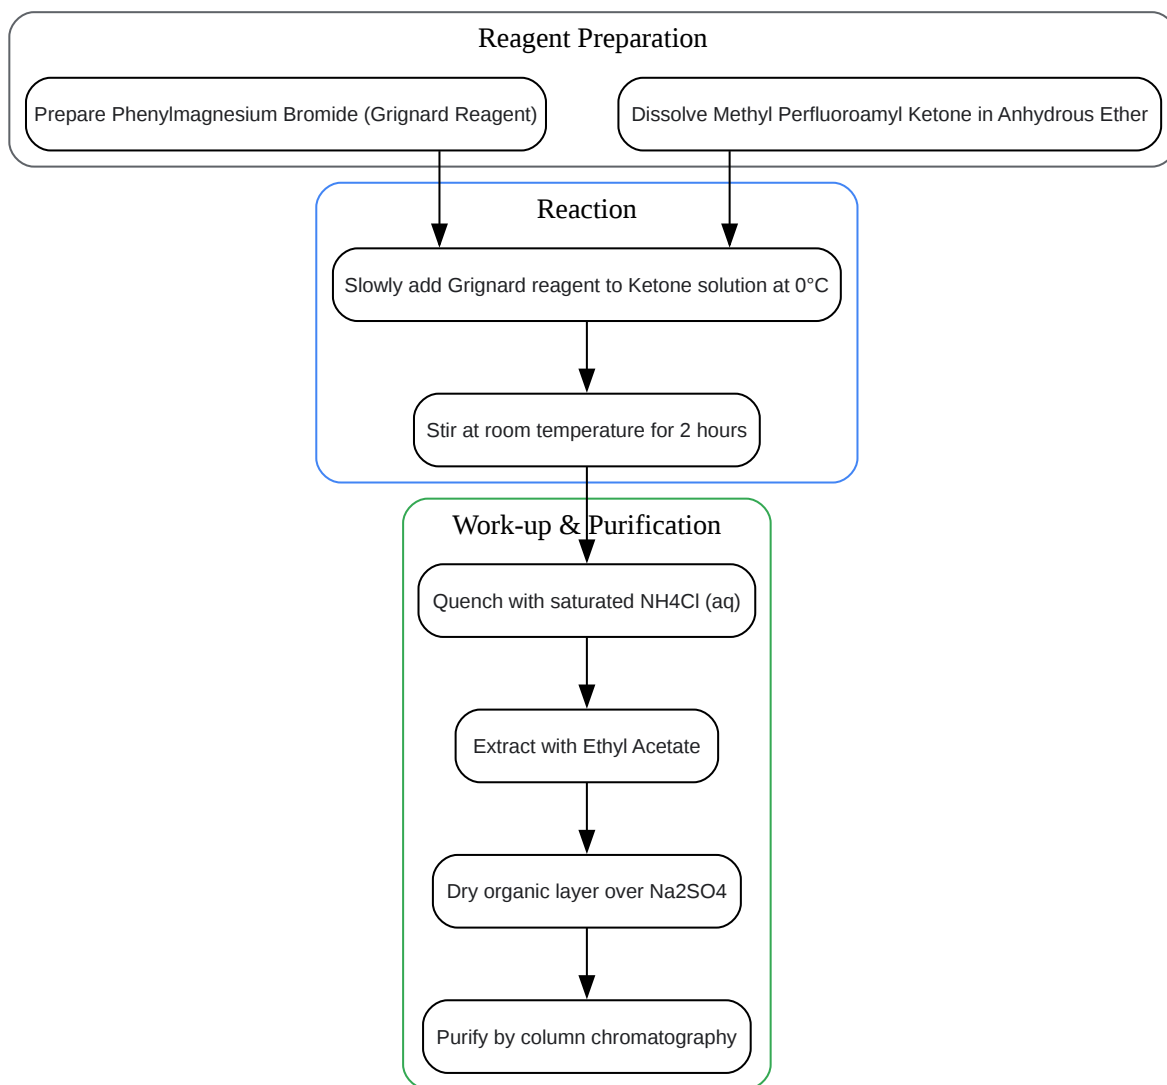 Reagent Preparation
Prepare Phenylmagnesium Bromide (Grignard Reagent)
Dissolve Methyl Perfluoroamyl Ketone in Anhydrous Ether
Reaction
Slowly add Grignard reagent to Ketone solution at 0°C
Stir at room temperature for 2 hours
Work-up & Purification
Quench with saturated NH4Cl (aq)
Extract with Ethyl Acetate
Dry organic layer over Na2SO4
Purify by column chromatography